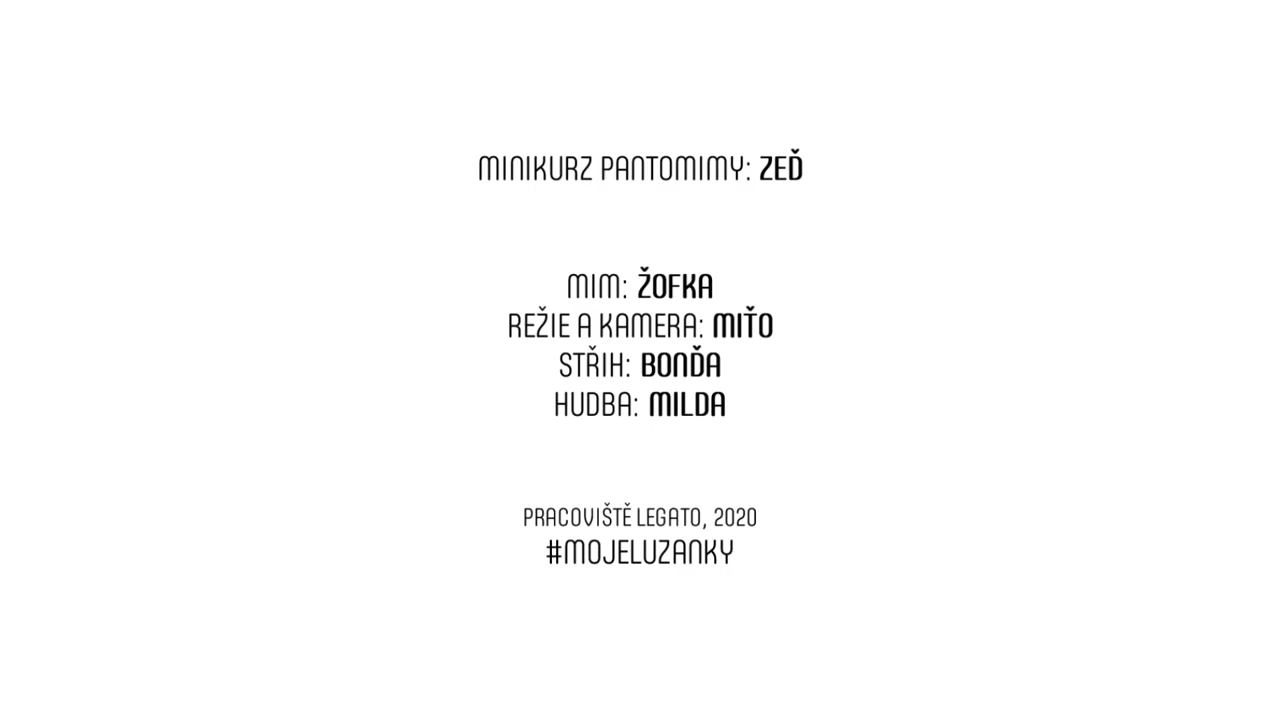 MINIKURZ PANTOMIMY: ZEĎ
MIM: ŽOFKA
REŽIE A KAMERA: MIŤO
STŘIH: BONĎA
HUDBA: MILDA
PRACOVIŠTĚ LEGATO, 2020
#MOJELUZANKY